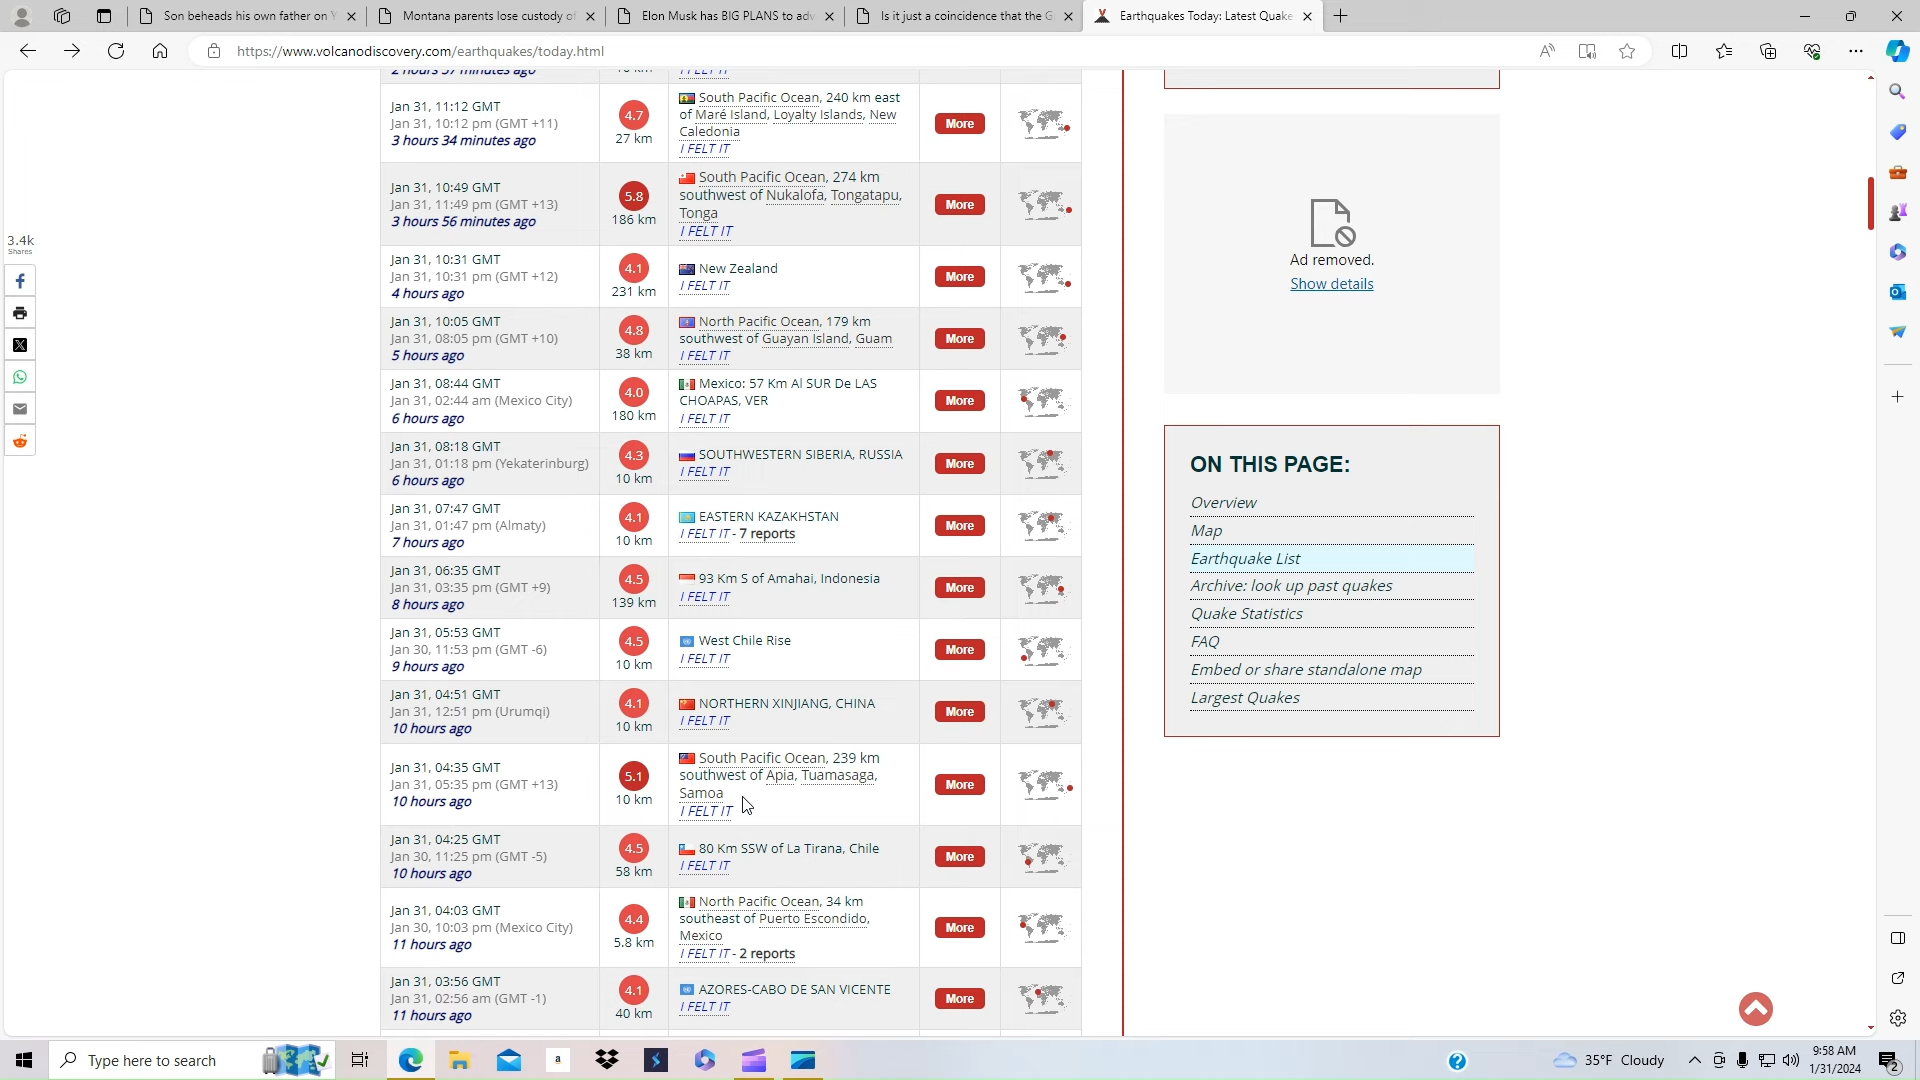 Son beheads his own father on Y
Montana parents lose custody of
Elon Musk has BIG PLANS to adv
Is it just a coincidence that the G
Earthquakes Today: Latest Quake
https://www.volcanodiscovery.com/earthquakes/today.html
2 hours 57 minutes ago
I FELT IT
Jan 31, 11:12 GMT
Jan 31, 10:12 pm (GMT +11)
3 hours 34 minutes ago
4.7
27 km
South Pacific Ocean, 240 km east
of Maré Island, Loyalty Islands, New
Caledonia
I FELT IT
More
Jan 31, 10:49 GMT
Jan 31, 11:49 pm (GMT +13)
3 hours 56 minutes ago
5.8
186 km
South Pacific Ocean, 274 km
southwest of Nukalofa, Tongatapu,
Tonga
I FELT IT
More
Jan 31, 10:31 GMT
Jan 31, 10:31 pm (GMT +12)
4 hours ago
4.1
231 km
New Zealand
I FELT IT
More
Jan 31, 10:05 GMT
Jan 31, 08:05 pm (GMT +10)
5 hours ago
4.8
38 km
North Pacific Ocean, 179 km
southwest of Guayan Island, Guam
I FELT IT
More
Jan 31, 08:44 GMT
Jan 31, 02:44 am (Mexico City)
6 hours ago
4.0
180 km
Mexico: 57 Km Al SUR De LAS
CHOAPAS, VER
I FELT IT
More
Jan 31, 08:18 GMT
Jan 31, 01:18 pm (Yekaterinburg)
6 hours ago
4.3
10 km
SOUTHWESTERN SIBERIA, RUSSIA
I FELT IT
More
Jan 31, 07:47 GMT
Jan 31, 01:47 pm (Almaty)
7 hours ago
4.1
10 km
EASTERN KAZAKHSTAN
I FELT IT - 7 reports
More
Jan 31, 06:35 GMT
Jan 31, 03:35 pm (GMT +9)
8 hours ago
4.5
139 km
93 Km S of Amahai, Indonesia
I FELT IT
More
Jan 31, 05:53 GMT
Jan 30, 11:53 pm (GMT -6)
9 hours ago
4.5
10 km
West Chile Rise
I FELT IT
More
Jan 31, 04:51 GMT
Jan 31, 12:51 pm (Urumqi)
10 hours ago
4.1
10 km
NORTHERN XINJIANG, CHINA
I FELT IT
More
Jan 31, 04:35 GMT
Jan 31, 05:35 pm (GMT +13)
10 hours ago
5.1
10 km
South Pacific Ocean, 239 km
southwest of Apia, Tuamasaga,
Samoa
I FELT IT
More
Jan 31, 04:25 GMT
Jan 30, 11:25 pm (GMT -5)
10 hours ago
4.5
58 km
80 Km SSW of La Tirana, Chile
I FELT IT
More
Jan 31, 04:03 GMT
Jan 30, 10:03 pm (Mexico City)
11 hours ago
4.4
5.8 km
North Pacific Ocean, 34 km
southeast of Puerto Escondido,
Mexico
I FELT IT - 2 reports
More
Jan 31, 03:56 GMT
Jan 31, 02:56 am (GMT -1)
11 hours ago
4.1
40 km
AZORES-CABO DE SAN VICENTE
I FELT IT
More
3.4k
Shares
Ad removed.
Show details
ON THIS PAGE:
Overview
Map
Earthquake List
Archive: look up past quakes
Quake Statistics
FAQ
Embed or share standalone map
Largest Quakes
Type here to search
a
35°F Cloudy
9:58 AM
1/31/2024
2